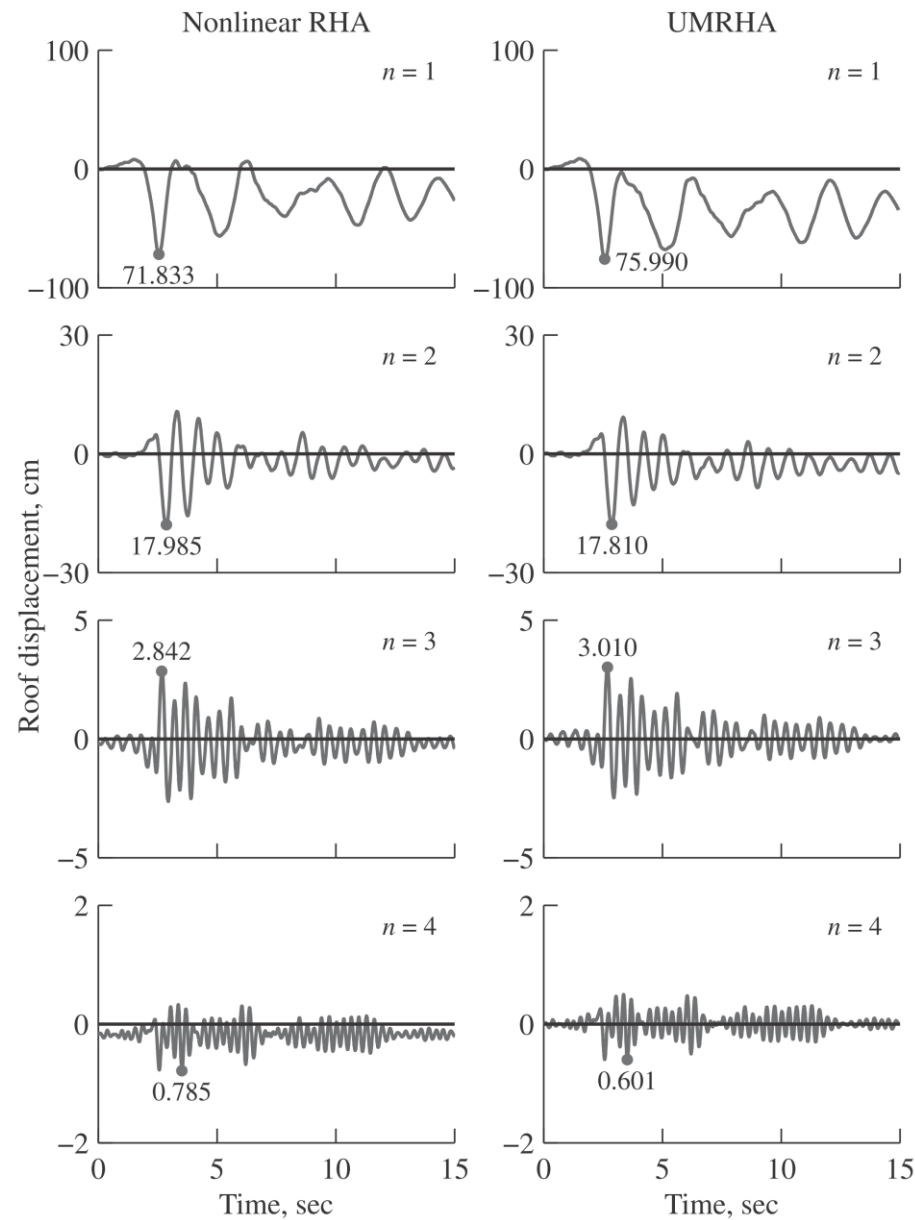 Nonlinear RHA
UMRHA
Roof displacement, cm
100
0
−100
n = 1
71.833
100
0
−100
n = 1
75.990
30
0
−30
n = 2
17.985
30
0
−30
n = 2
17.810
5
0
−5
n = 3
2.842
5
0
−5
n = 3
3.010
2
0
−2
n = 4
0.785
0 5 10 15
Time, sec
2
0
−2
n = 4
0.601
0 5 10 15
Time, sec